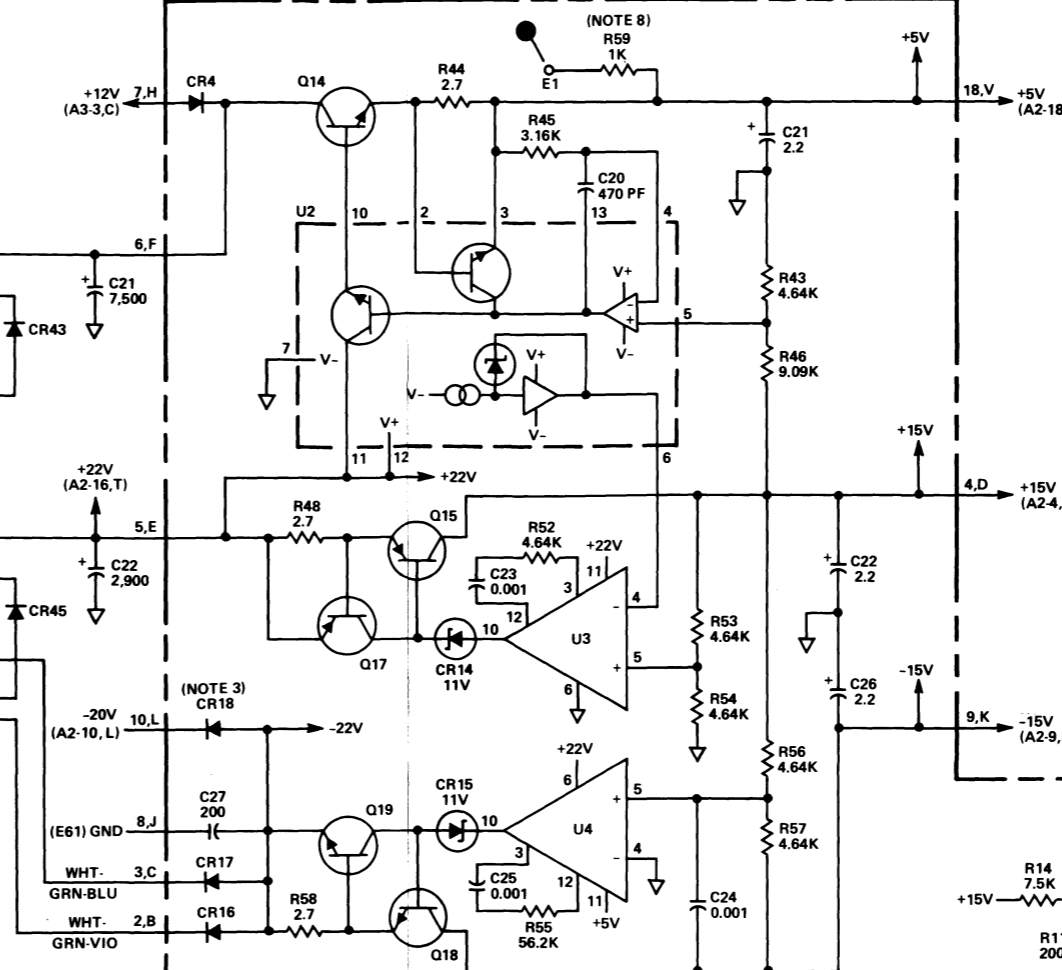 (NOTE 8)
R59
1K
E1
+5V
+12V
(A3-3,C)
7,H
CR4
Q14
R44
2.7
18,V
+5V
(A2-18
R45
3.16K
C21
2.2
+
C20
470 PF
U2
10
2
3
13
4
6,F
+
C21
7,500
CR43
V+
-
+
V-
5
R43
4.64K
R46
9.09K
7
V-
V-
V+
V-
V+
11
12
+22V
6
+15V
4,D
+15V
(A2-4,
+22V
(A2-16,T)
5,E
R48
2.7
Q15
R52
4.64K
+22V
11
+
C22
2,900
C23
0.001
3
12
4
-
+
C22
2.2
CR45
Q17
CR14
11V
10
U3
+
5
6
R53
4.64K
R54
4.64K
+
C26
2.2
-15V
9,K
-15V
(A2-9,
(NOTE 3)
CR18
-20V
(A2-10, L)
10,L
-22V
+22V
6
R56
4.64K
C27
200
(E61) GND
8,J
Q19
CR15
11V
10
+
5
U4
-
4
R57
4.64K
WHT-
GRN-BLU
3,C
CR17
3
C25
0.001
12
11
+5V
C24
0.001
WHT-
GRN-VIO
2,B
CR16
R58
2.7
R55
56.2K
Q18
R14
7.5K
+15V
R1
200